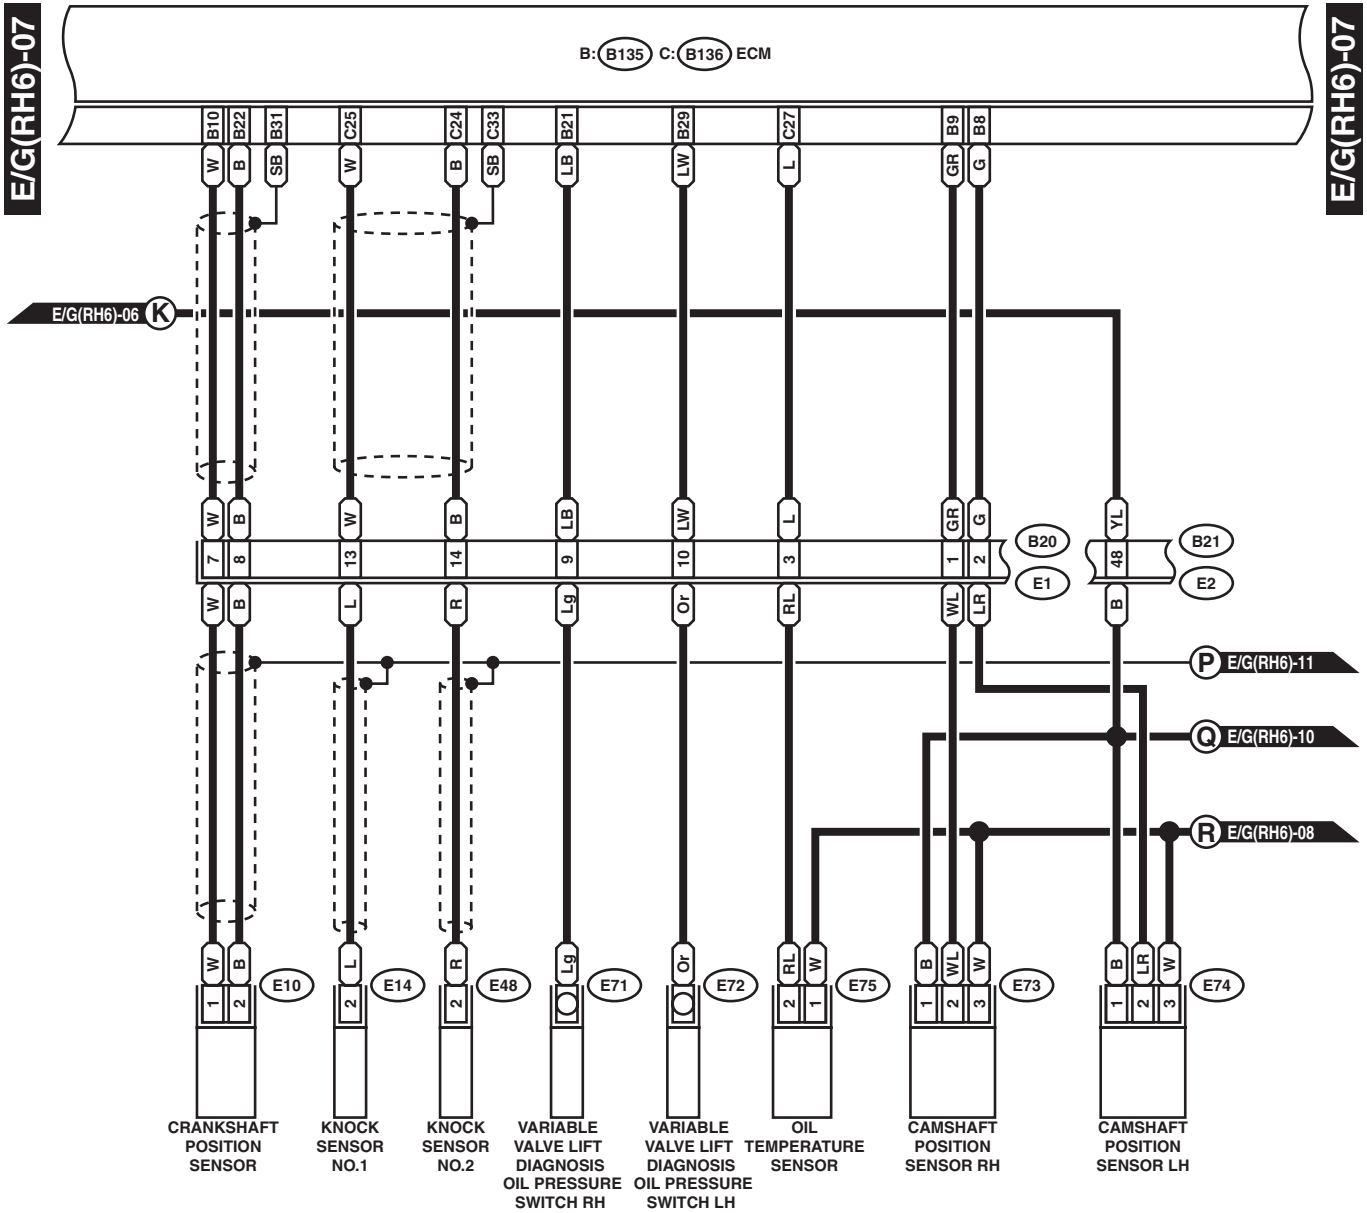 E/G(RH6)-07
E/G(RH6)-07
B: B135 C: B136 ECM
B10 B22 B31 C25 C24 C33 B21 B29 C27 B9 B8
W B SB W B SB LB LW L GR G
E/G(RH6)-06 K
W B W B LB LW L GR G YL
7 8 13 14 9 10 3 1 2 48
B20 B21
E1 E2
W B L R Lg Or RL WL LR B
P E/G(RH6)-11
Q E/G(RH6)-10
R E/G(RH6)-08
W B L R Lg Or RL W B WL W B LR W
E10 E14 E48 E71 E72 E75 E73 E74
1 2 2 2 2 1 1 2 3 1 2 3
CRANKSHAFT
POSITION
SENSOR
KNOCK
SENSOR
NO.1
KNOCK
SENSOR
NO.2
VARIABLE
VALVE LIFT
DIAGNOSIS
OIL PRESSURE
SWITCH RH
VARIABLE
VALVE LIFT
DIAGNOSIS
OIL PRESSURE
SWITCH LH
OIL
TEMPERATURE
SENSOR
CAMSHAFT
POSITION
SENSOR RH
CAMSHAFT
POSITION
SENSOR LH